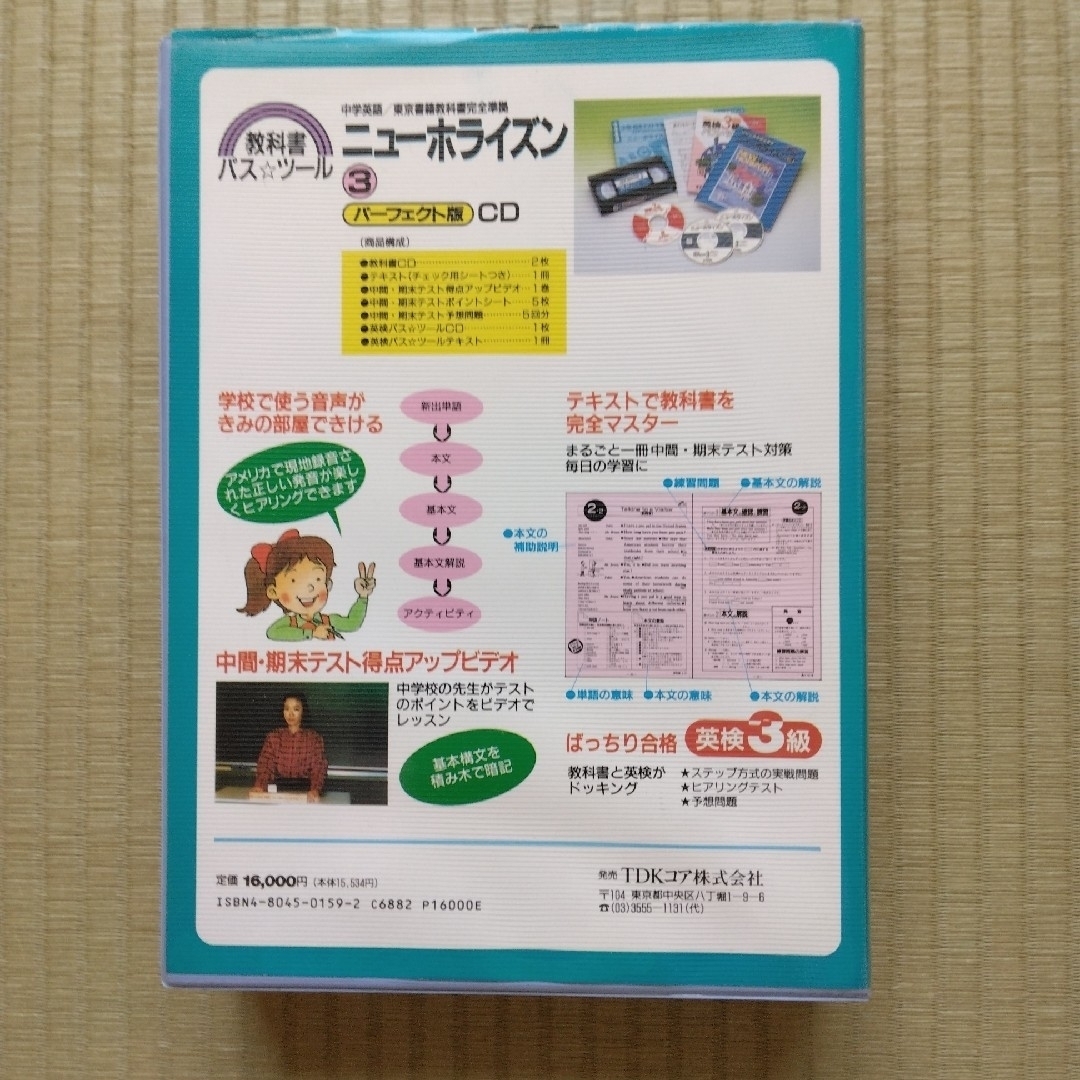 教科書
パス☆ツール
中学英語/東京書籍教科書完全準拠
ニューホライズン
3
パーフェクト版 CD
(商品構成)
●教科書CD……2枚
●テキスト(チェック用シートつき)……1冊
●中間・期末テスト得点アップビデオ…1巻
●中間・期末テストポイントシート……5枚
●中間・期末テスト予想問題……5回分
●英検パス☆ツールCD……1枚
●英検パス☆ツールテキスト……1冊
学校で使う音声が
きみの部屋できける
アメリカで現地録音さ
れた正しい発音が楽し
くヒアリングできます
新出単語
本文
基本文
基本文解説
アクティビティ
テキストで教科書を
完全マスター
まるごと一冊中間・期末テスト対策
毎日の学習に
●練習問題
●基本文の解説
●本文の
補助説明
●単語の意味
●本文の意味
●本文の解説
中間・期末テスト得点アップビデオ
中学校の先生がテスト
のポイントをビデオで
レッスン
基本構文を
積み木で暗記
ばっちり合格 英検3級
教科書と英検が
ドッキング
★ステップ方式の実戦問題
★ヒアリングテスト
★予想問題
定価 16,000円(本体15,534円)
ISBN4-8045-0159-2 C6882 P16000E
発売 TDKコア株式会社
〒104 東京都中央区八丁堀1-9-6
☎(03)3555-1131(代)